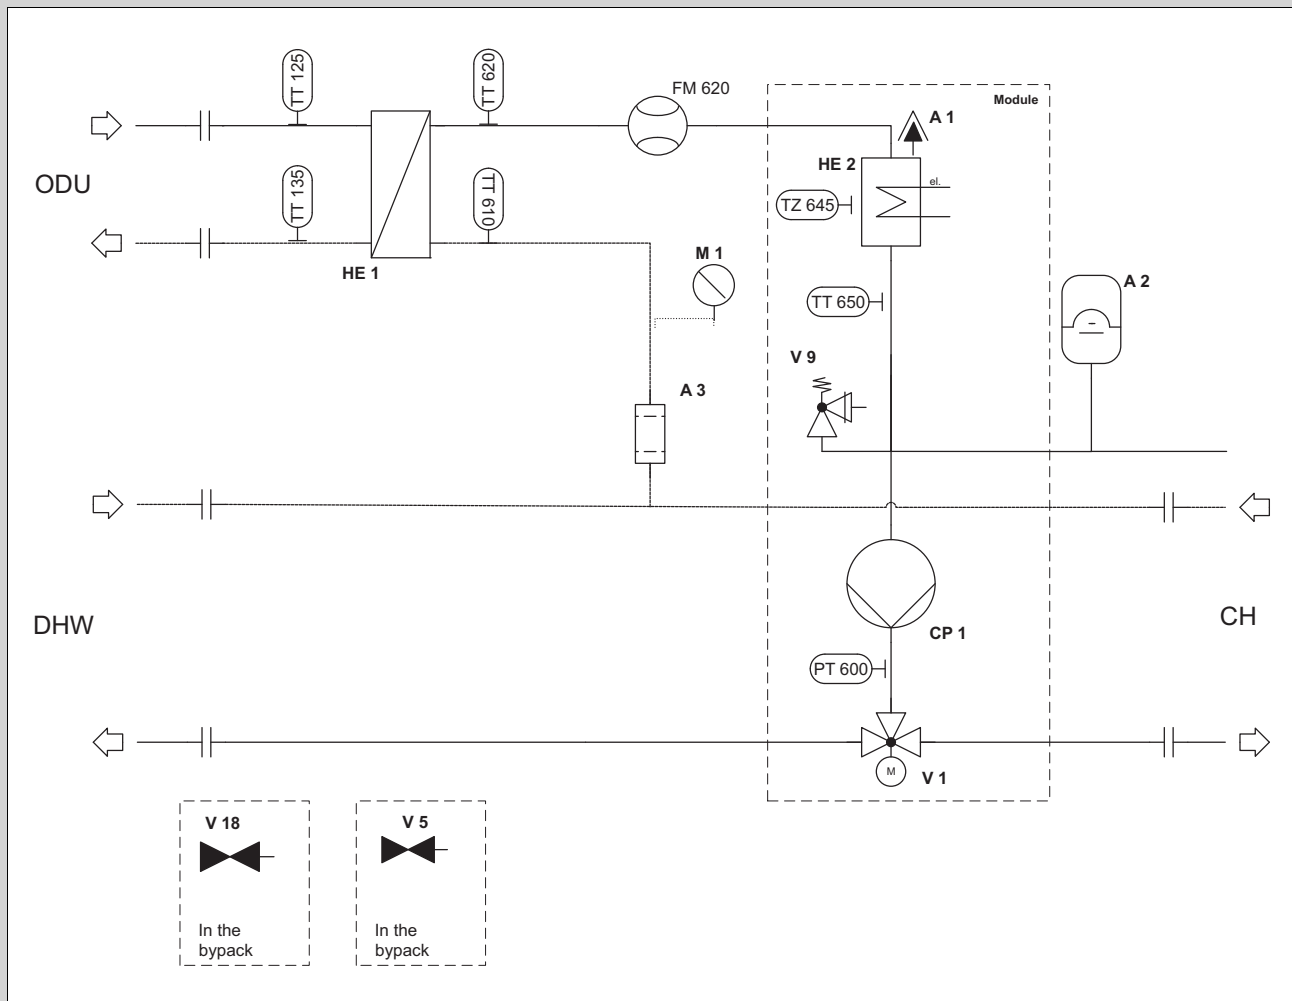 TT 125
TT 620
FM 620
Module
A 1
HE 2
el.
ODU
TT 135
TT 610
TZ 645
M 1
HE 1
TT 650
A 2
V 9
A 3
DHW
CH
CP 1
PT 600
M
V 1
V 18
V 5
In the
bypack
In the
bypack